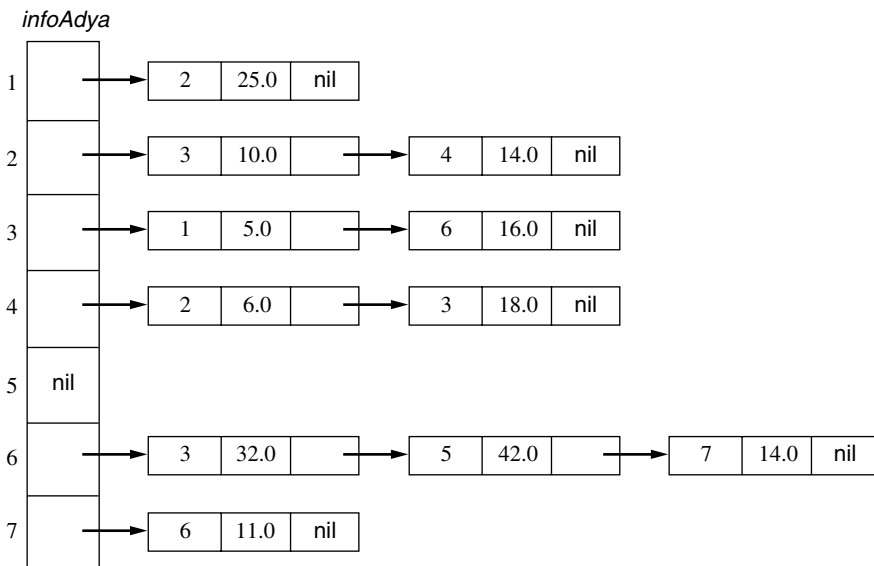 infoAdya
1 2 25.0 nil
2 3 10.0 4 14.0 nil
3 1 5.0 6 16.0 nil
4 2 6.0 3 18.0 nil
5 nil
6 3 32.0 5 42.0 7 14.0 nil
7 6 11.0 nil